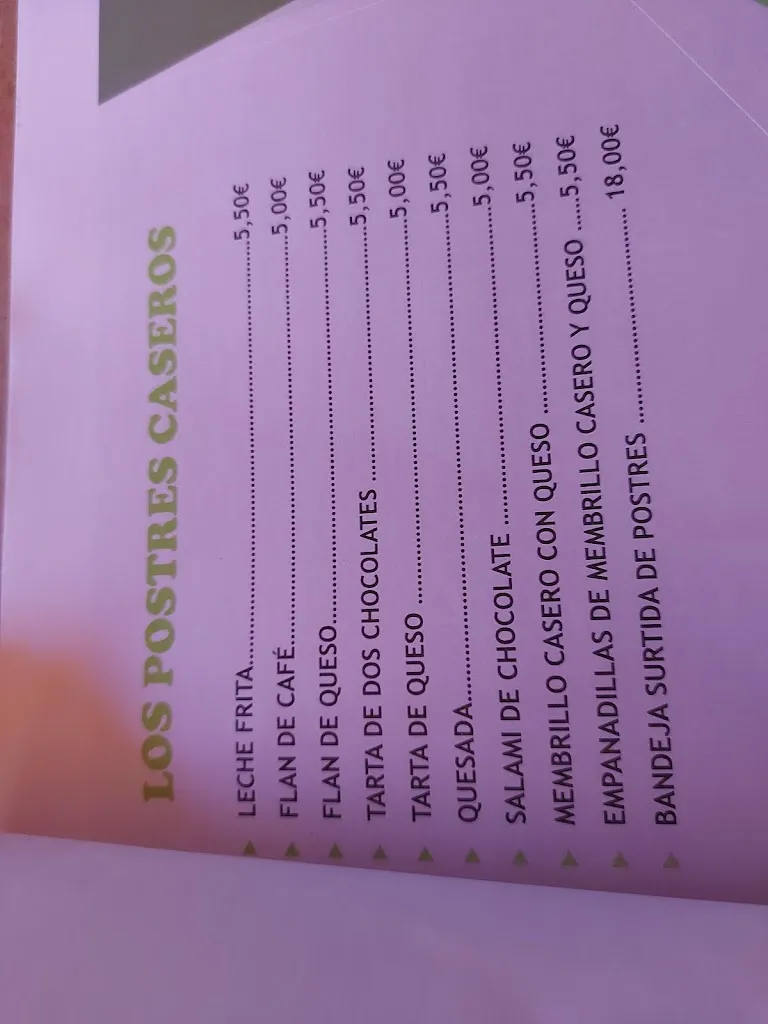 LOS POSTRES CASEROS
LECHE FRITA.......................................................5,50€
FLAN DE CAFÉ.......................................................5,00€
FLAN DE QUESO.......................................................5,50€
TARTA DE DOS CHOCOLATES ...................................5,50€
TARTA DE QUESO ..................................................5,00€
QUESADA..............................................................5,50€
SALAMI DE CHOCOLATE ..........................................5,00€
MEMBRILLO CASERO CON QUESO .............................5,50€
EMPANADILLAS DE MEMBRILLO CASERO Y QUESO .....5,50€
BANDEJA SURTIDA DE POSTRES ............................. 18,00€